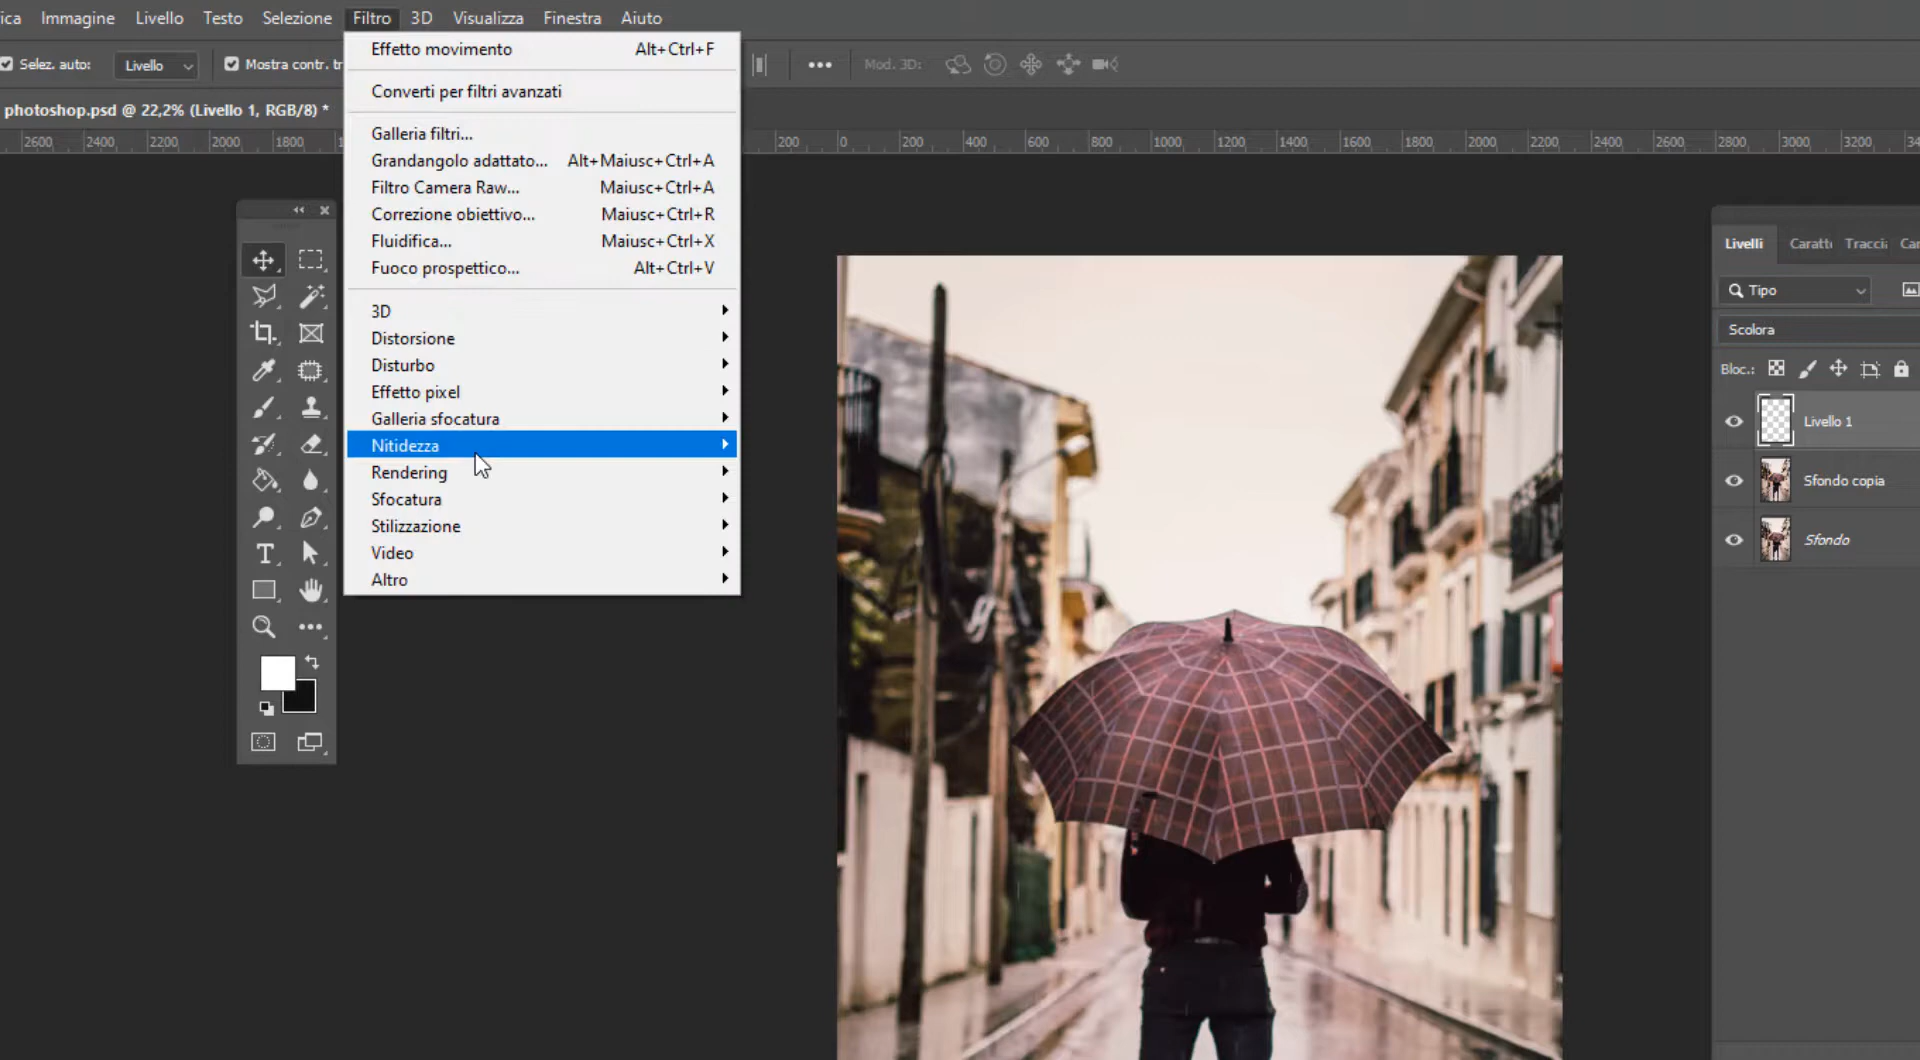 ica Immagine Livello Testo Selezione Filtro 3D Visualizza Finestra Aiuto
Selez. auto: Livello Mostra contr. tr Mod. 3D:
photoshop.psd @ 22,2% (Livello 1, RGB/8) *
2600 2400 2200 2000 1800 1 200 0 200 400 600 800 1000 1200 1400 1600 1800 2000 2200 2400 2600 2800 3000 3200 34
Effetto movimento Alt+Ctrl+F
Converti per filtri avanzati
Galleria filtri...
Grandangolo adattato... Alt+Maiusc+Ctrl+A
Filtro Camera Raw... Maiusc+Ctrl+A
Correzione obiettivo... Maiusc+Ctrl+R
Fluidifica... Maiusc+Ctrl+X
Fuoco prospettico... Alt+Ctrl+V
3D
Distorsione
Disturbo
Effetto pixel
Galleria sfocatura
Nitidezza
Rendering
Sfocatura
Stilizzazione
Video
Altro
Livelli Caratt Traccia Car
Tipo
Scolora
Bloc.:
Livello 1
Sfondo copia
Sfondo